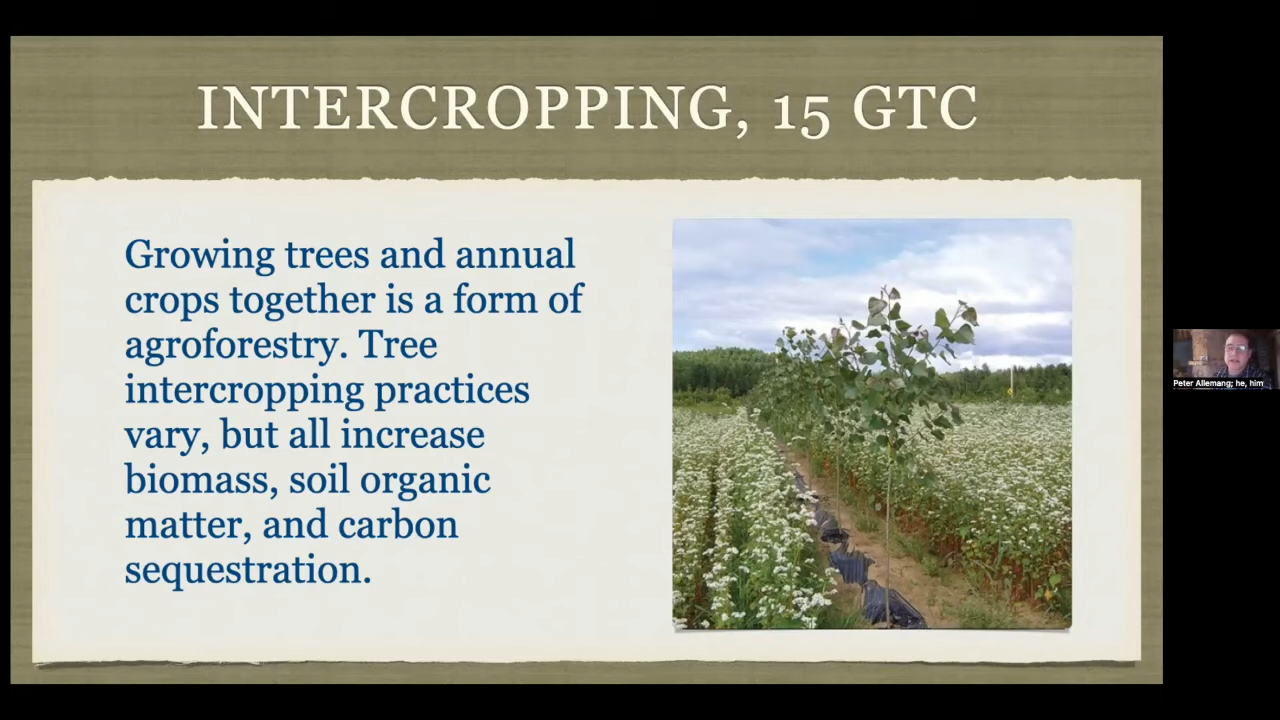 INTERCROPPING, 15 GTC
Growing trees and annual
crops together is a form of
agroforestry. Tree
intercropping practices
vary, but all increase
biomass, soil organic
matter, and carbon
sequestration.
Peter Allemang; he, him